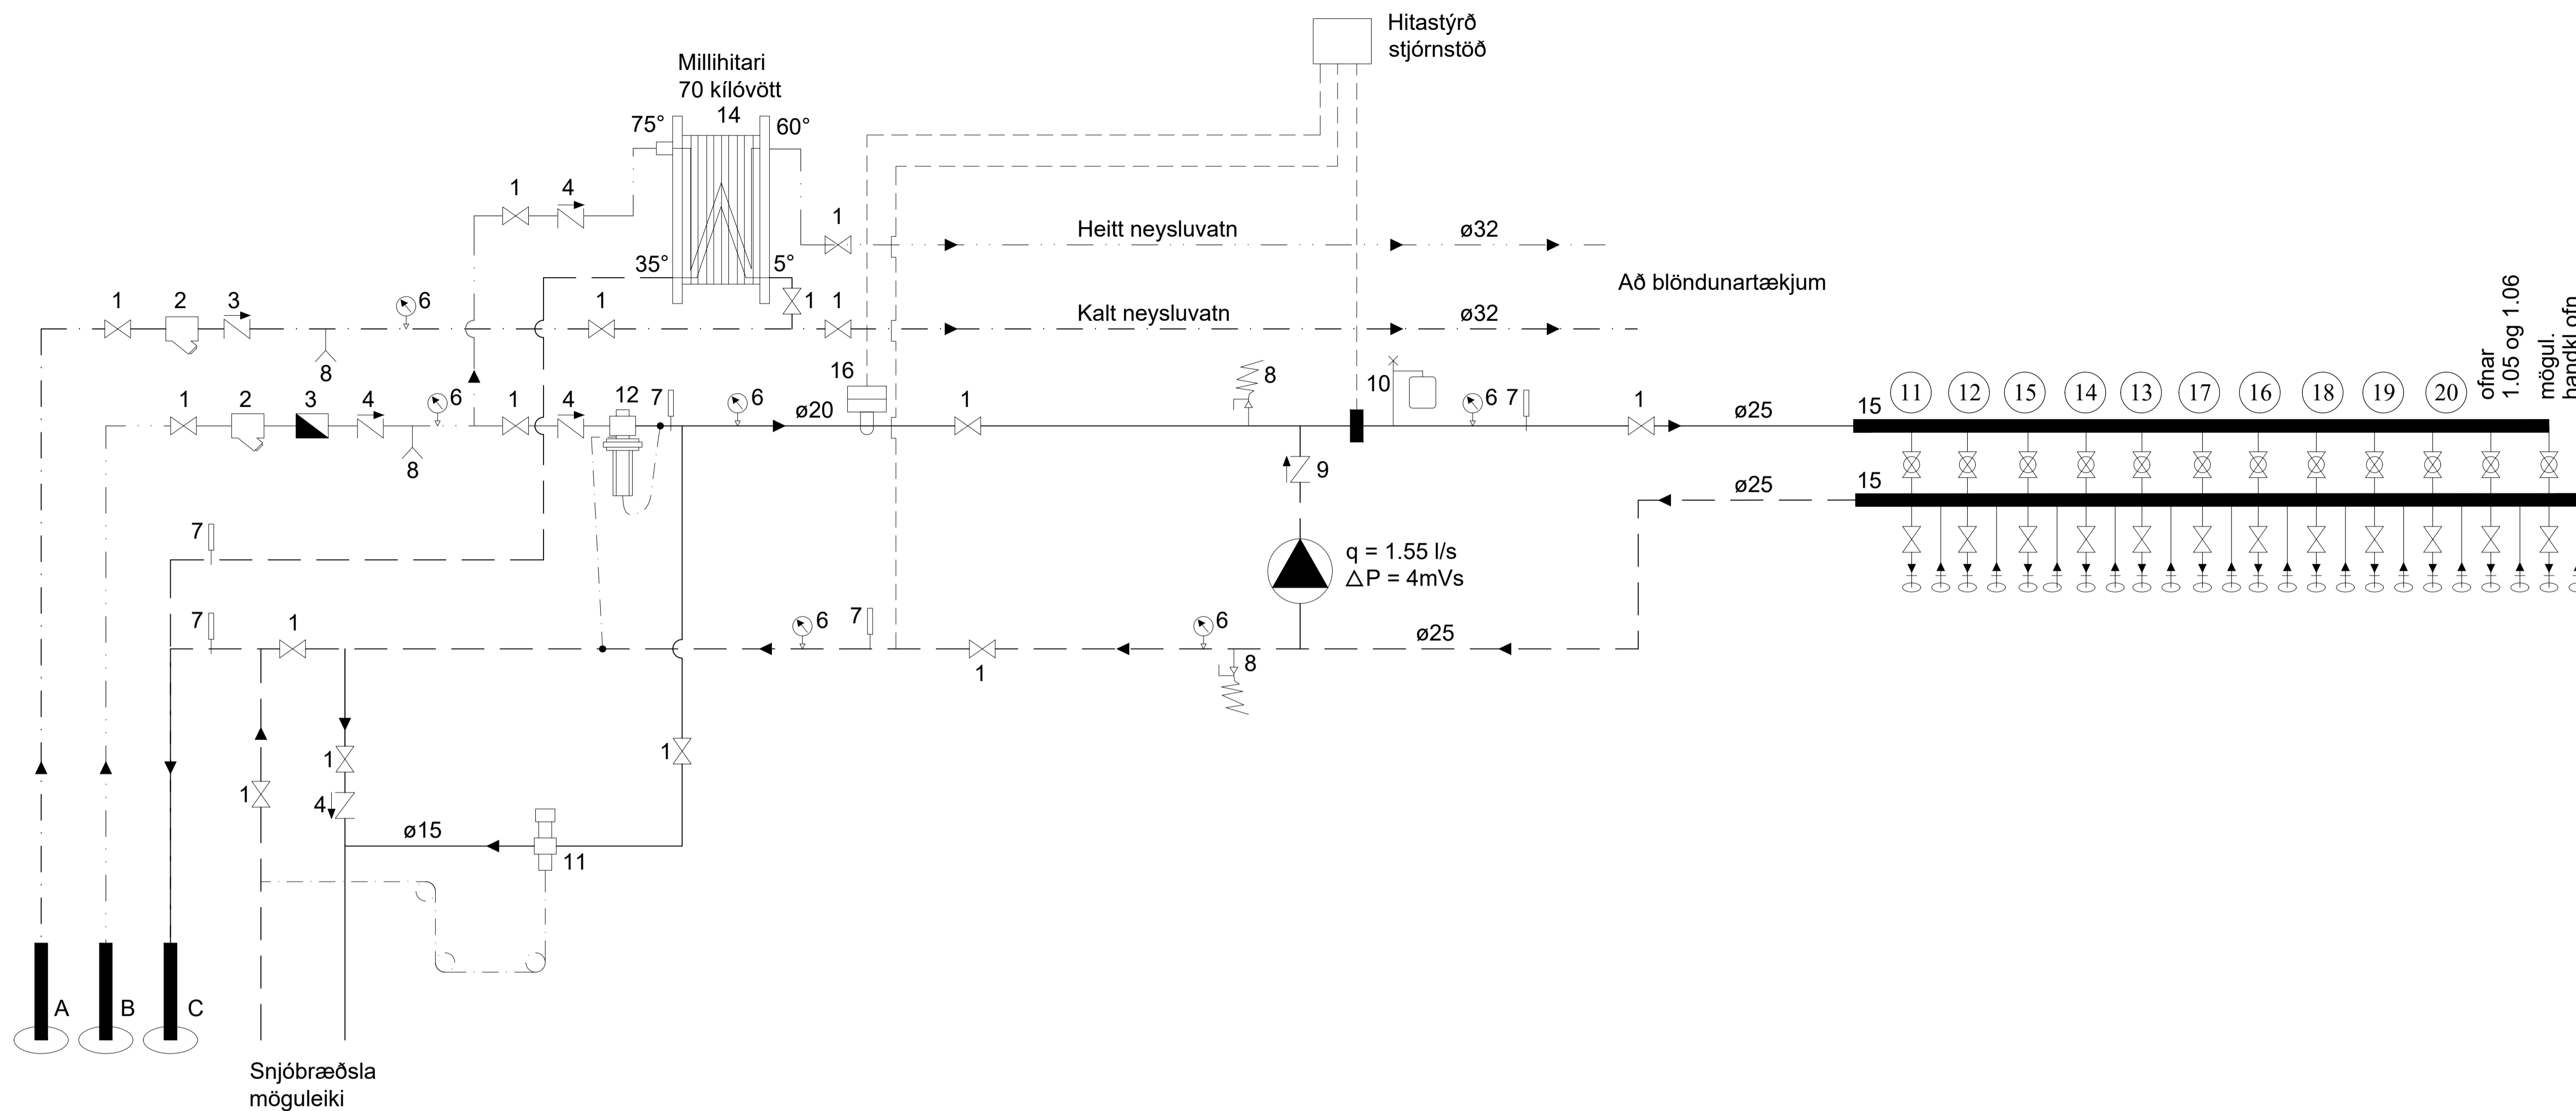 Hitastýrð
stjórnstöð
Millihitari
70 kílóvött
14
75°
60°
1
4
1
Heitt neysluvatn
ø32
35°
5°
Að blöndunartækjum
1
2
3
6
1
1
1
Kalt neysluvatn
ø32
8
ofnar
1.05 og 1.06
mögul.
handkl.ofn
1
2
3
4
6
1
4
12
7
6
ø20
16
1
8
10
6
7
1
ø25
15
11
12
15
14
13
17
16
18
19
20
8
9
15
ø25
7
q = 1.55 l/s
△P = 4mVs
7
1
6
7
1
6
8
ø25
1
1
1
4
ø15
11
A
B
C
Snjóbræðsla
möguleiki